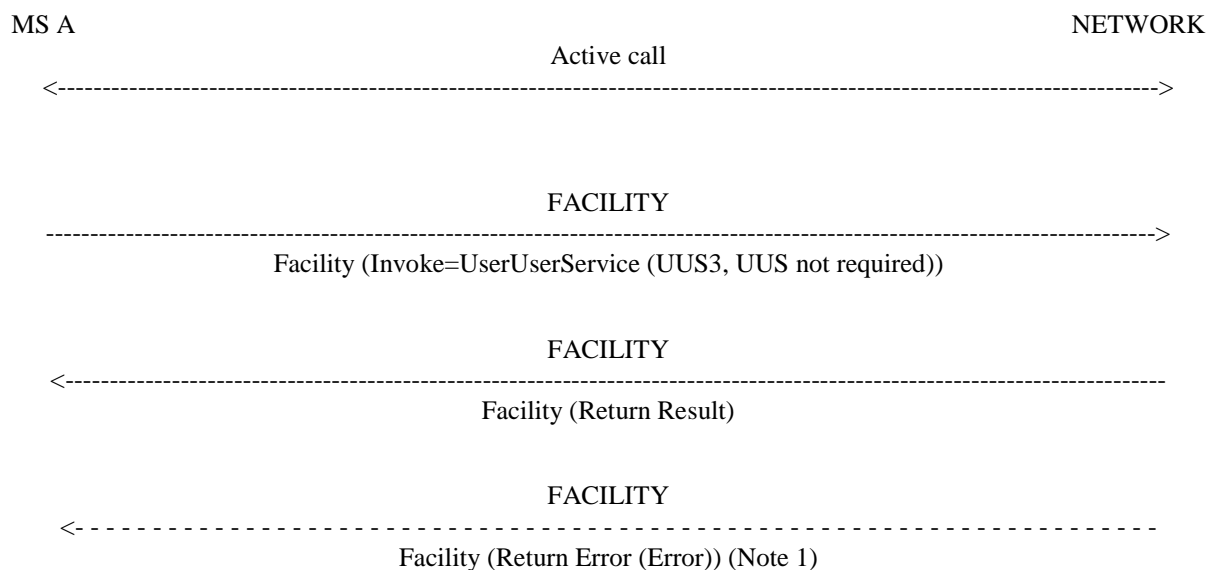 MS A NETWORK
Active call
<----------------------------------------------------------------------------------------------------------------------------->
FACILITY
------------------------------------------------------------------------------------------------------------------------------>
Facility (Invoke=UserUserService (UUS3, UUS not required))
FACILITY
<-----------------------------------------------------------------------------------------------------------------------------
Facility (Return Result)
FACILITY
<- - - - - - - - - - - - - - - - - - - - - - - - - - - - - - - - - - - - - - - - - - - - - - - - - - - - - - - - -
Facility (Return Error (Error)) (Note 1)